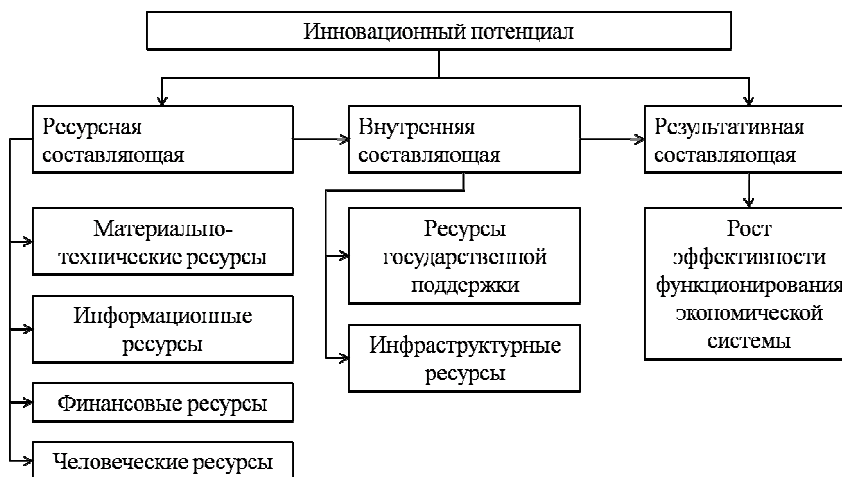 Инновационный потенциал
Ресурсная
составляющая
Внутренняя
составляющая
Результативная
составляющая
Материально-
технические ресурсы
Информационные
ресурсы
Финансовые ресурсы
Человеческие ресурсы
Ресурсы
государственной
поддержки
Инфраструктурные
ресурсы
Рост
эффективности
функционирования
экономической
системы